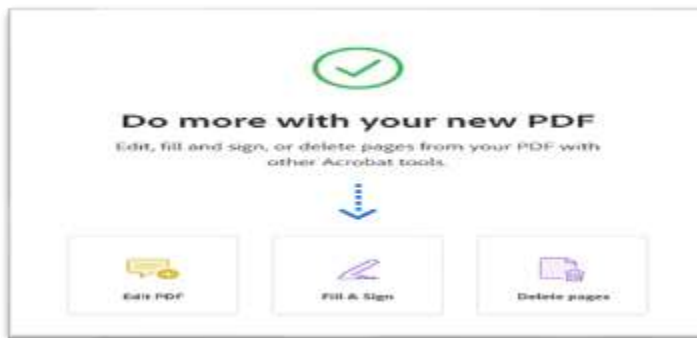 Do more with your new PDF
Edit, fill and sign, or delete pages from your PDF with
other Acrobat tools.
Edit PDF
Fill & Sign
Delete pages